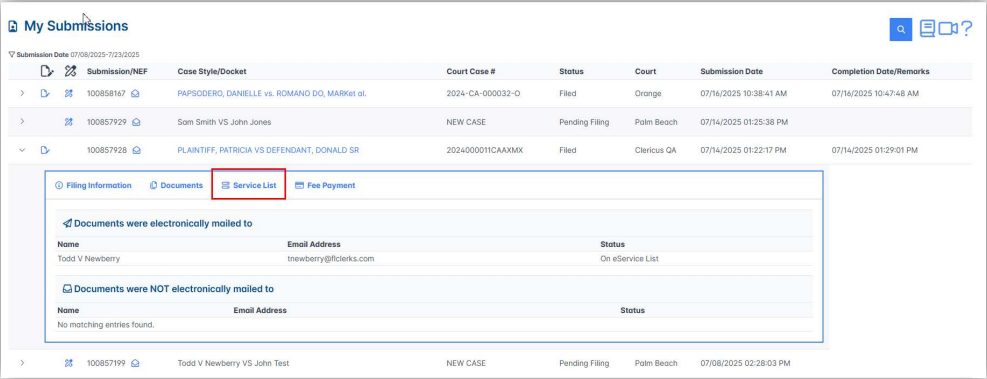 My Submissions
Submission Date 07/08/2025-7/23/2025
Submission/NEF Case Style/Docket Court Case # Status Court Submission Date Completion Date/Remarks
100858167 PAPSODERO, DANIELLE vs. ROMANO DO, MARKet al. 2024-CA-000032-O Filed Orange 07/16/2025 10:38:41 AM 07/16/2025 10:47:48 AM
100857929 Sam Smith VS John Jones NEW CASE Pending Filing Palm Beach 07/14/2025 01:25:38 PM
100857928 PLAINTIFF, PATRICIA VS DEFENDANT, DONALD SR 2024000011CAAXMX Filed Clericus QA 07/14/2025 01:22:17 PM 07/14/2025 01:29:01 PM
Filing Information Documents Service List Fee Payment
Documents were electronically mailed to
Name Email Address Status
Todd V Newberry tnewberry@flclerks.com On eService List
Documents were NOT electronically mailed to
Name Email Address Status
No matching entries found.
100857199 Todd V Newberry VS John Test NEW CASE Pending Filing Palm Beach 07/08/2025 02:28:03 PM